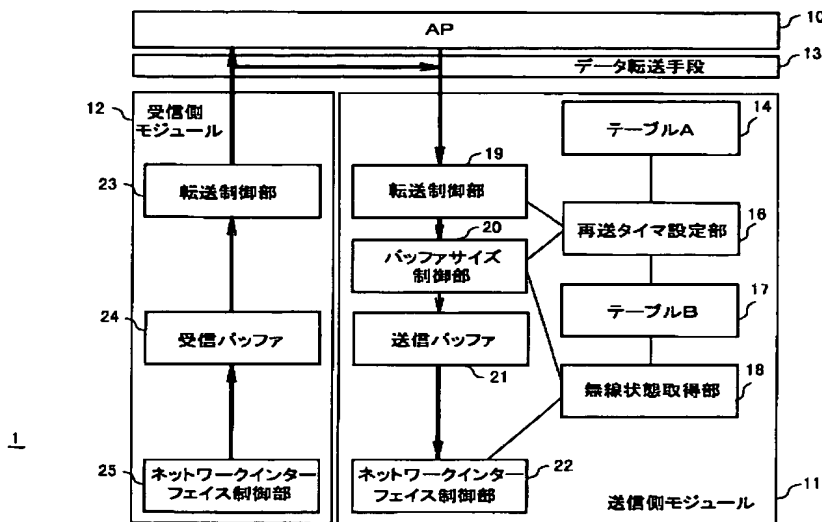 AP
10
データ転送手段
13
12
受信側
モジュール
テーブルA
14
23
転送制御部
19
転送制御部
20
再送タイマ設定部
16
バッファサイズ
制御部
テーブルB
17
24
受信バッファ
送信バッファ
21
無線状態取得部
18
1
25
ネットワークインター
フェイス制御部
ネットワークインター
フェイス制御部
22
送信側モジュール
11